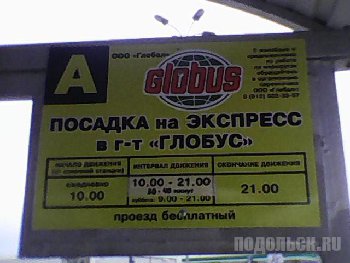 А
ООО «Глобал»
Globus
ПОСАДКА на ЭКСПРЕСС
в г-т «ГЛОБУС»
НАЧАЛО ДВИЖЕНИЯ
ИНТЕРВАЛ ДВИЖЕНИЯ
ОКОНЧАНИЕ ДВИЖЕНИЯ
ежедневно
10.00
10.00 - 21.00
суббота: 9.00 - 21.00
21.00
проезд бесплатный
ПОДОЛЬСК.RU